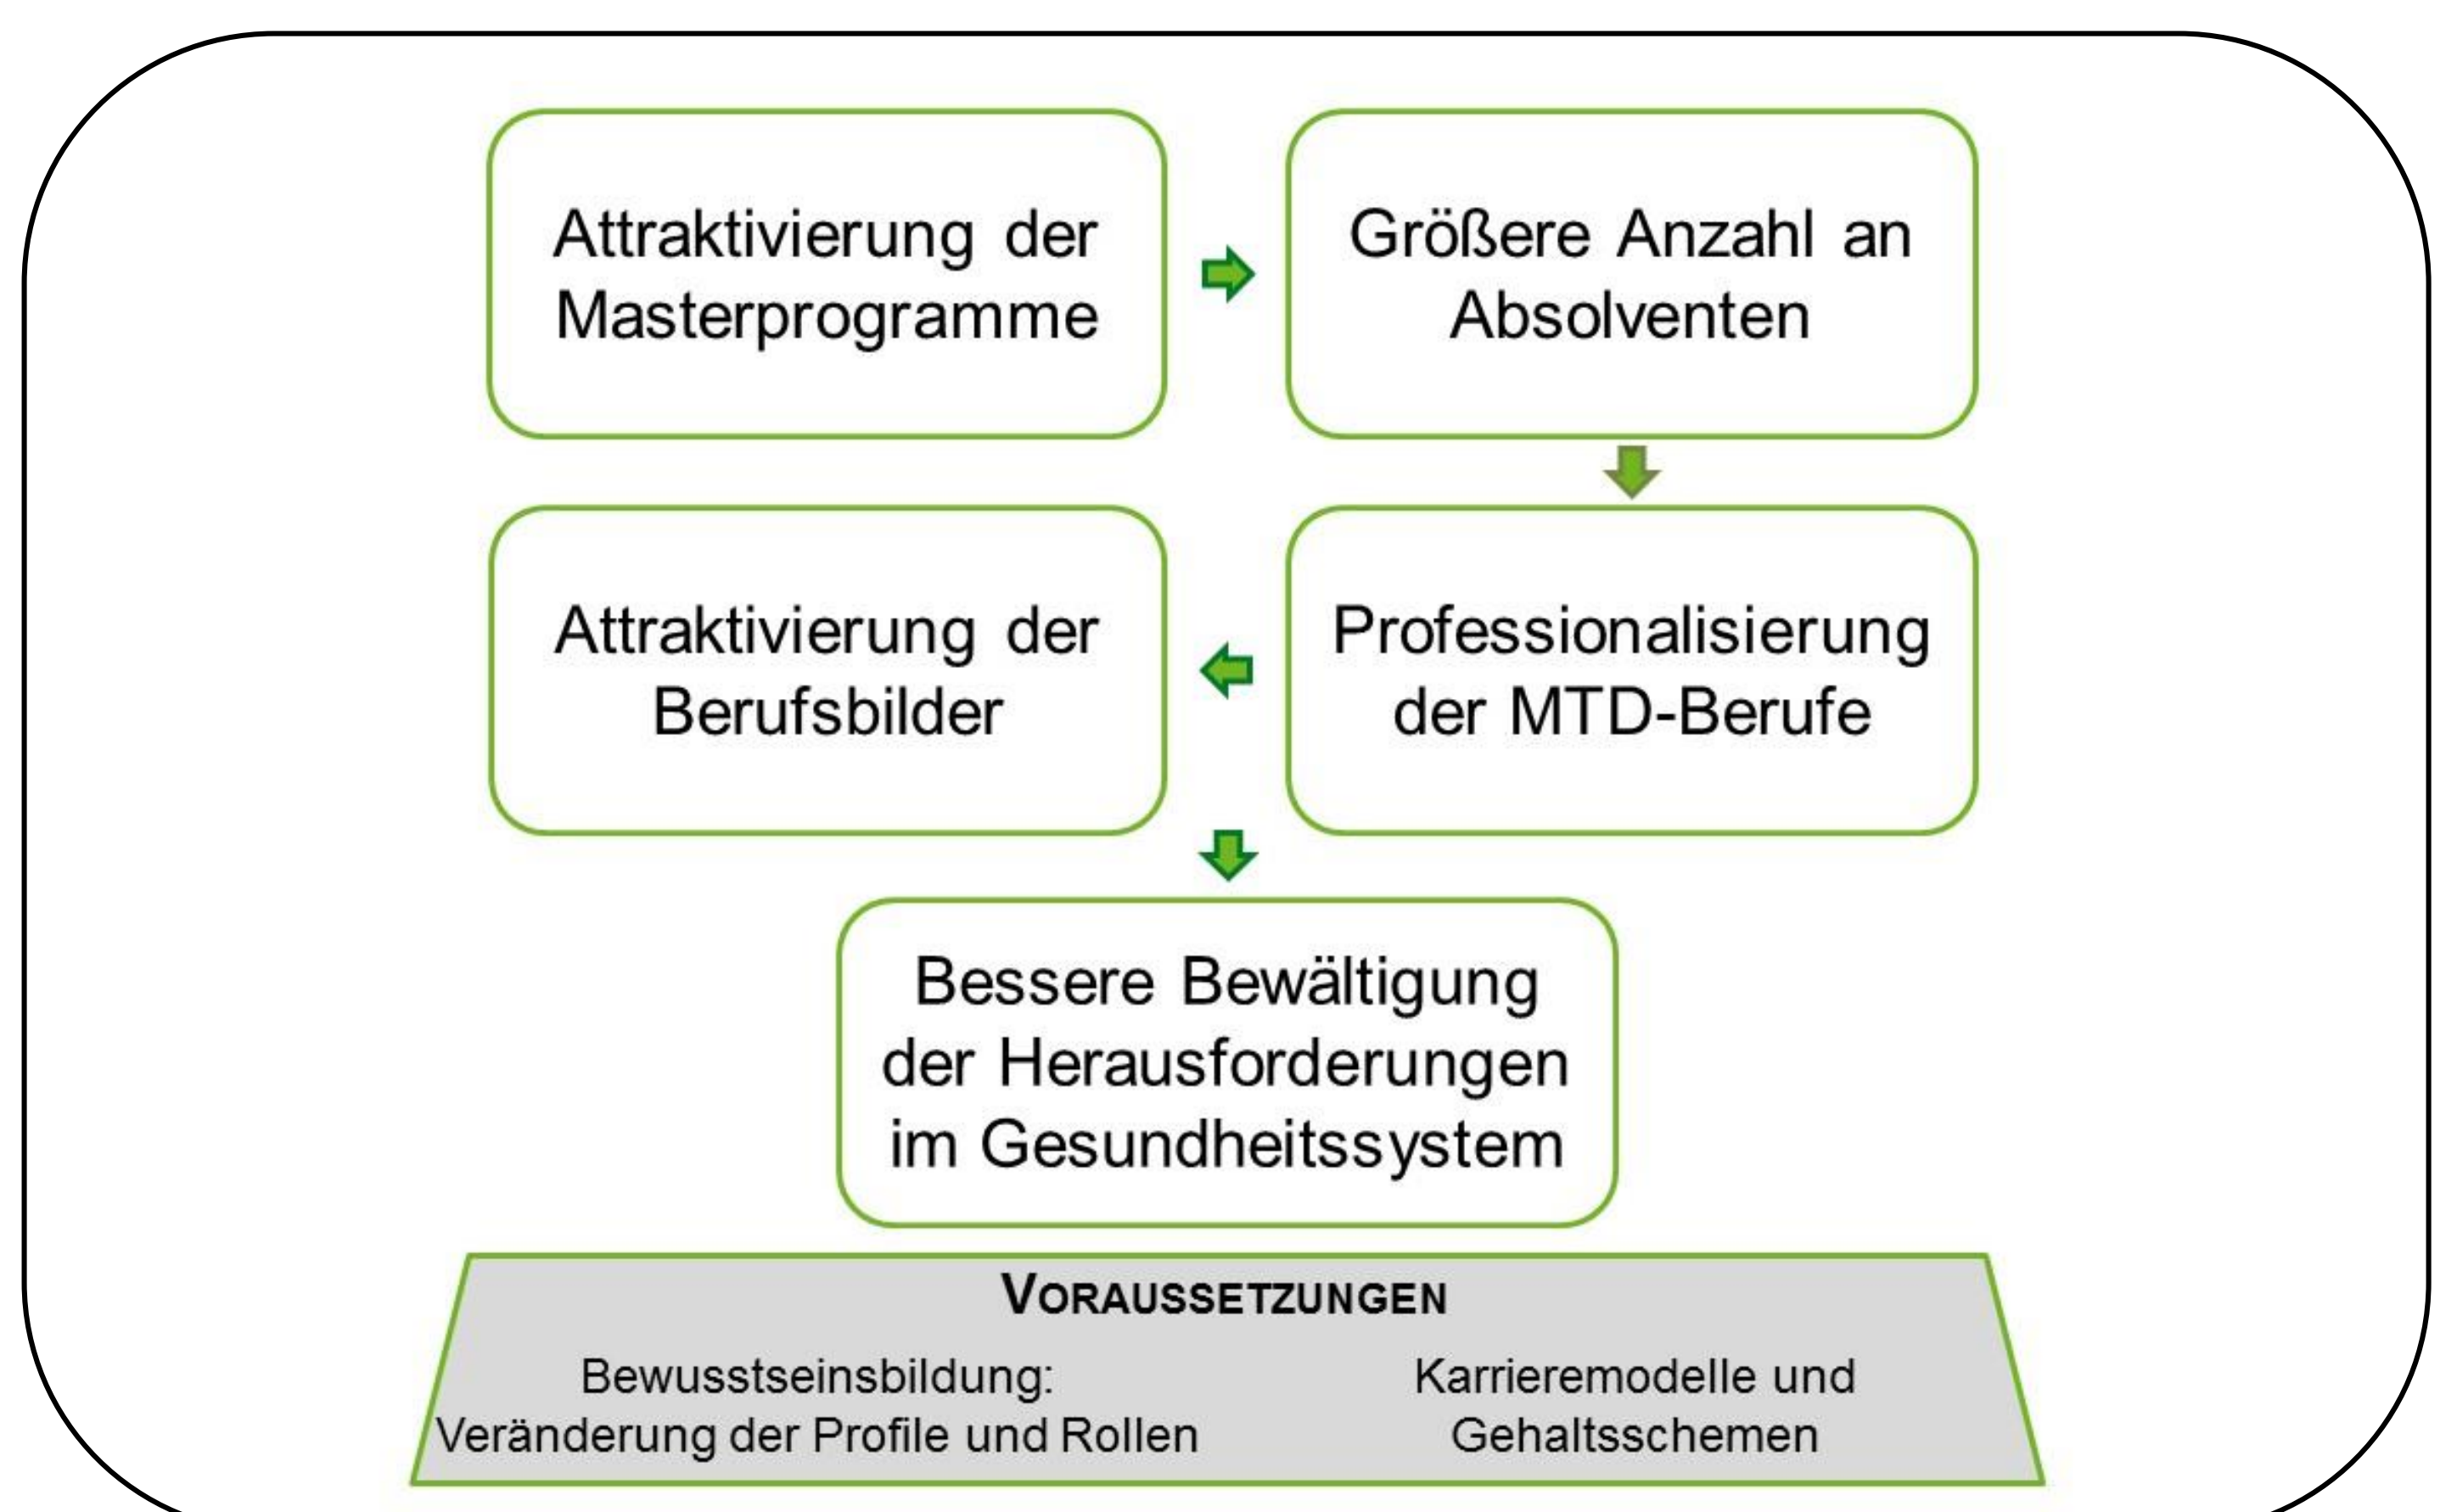 Attraktivierung der
Masterprogramme
Größere Anzahl an
Absolventen
Attraktivierung der
Berufsbilder
Professionalisierung
der MTD-Berufe
Bessere Bewältigung
der Herausforderungen
im Gesundheitssystem
VORAUSSETZUNGEN
Bewusstseinsbildung:
Veränderung der Profile und Rollen
Karrieremodelle und
Gehaltsschemen